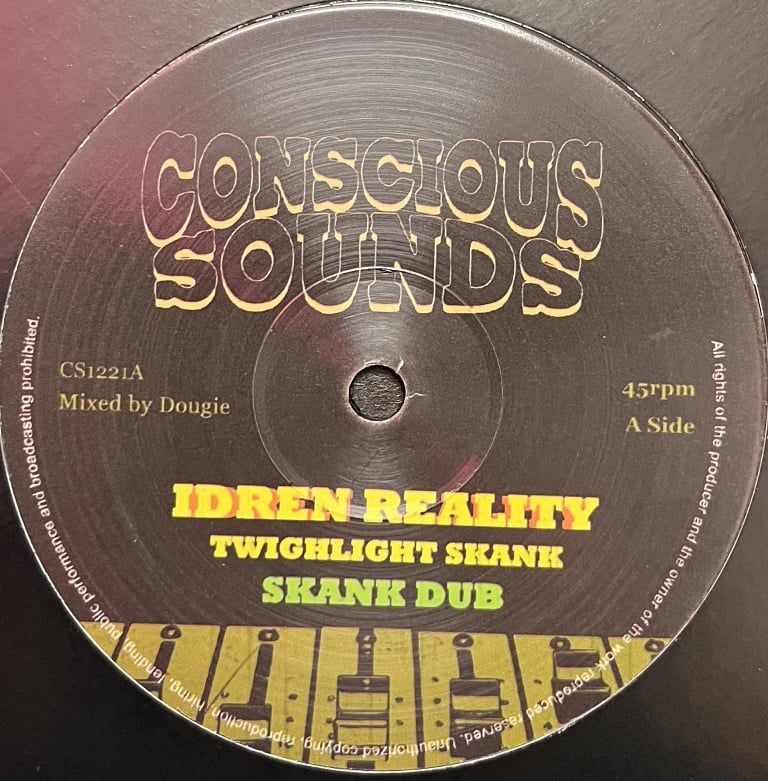 CONSCIOUS
SOUNDS
CS1221A
Mixed by Dougie
45rpm
A Side
IDREN REALITY
TWIGHLIGHT SKANK
SKANK DUB
All rights of the producer and the owner of the work reproduced reserved. Unauthorized copying, reproduction, hiring, lending, public performance and broadcasting prohibited.